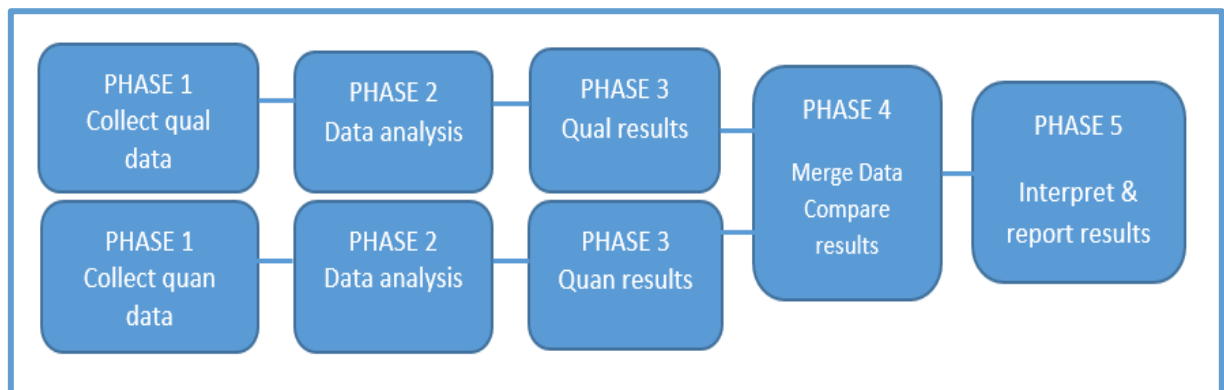 PHASE 1
Collect qual
data
PHASE 2
Data analysis
PHASE 3
Qual results
PHASE 1
Collect quan
data
PHASE 2
Data analysis
PHASE 3
Quan results
PHASE 4
Merge Data
Compare
results
PHASE 5
Interpret &
report results